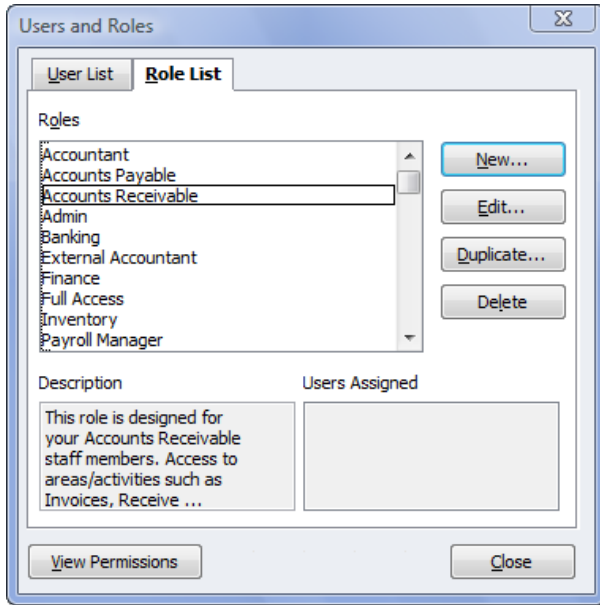 Users and Roles
User List
Role List
Roles
Accountant
Accounts Payable
Accounts Receivable
Admin
Banking
External Accountant
Finance
Full Access
Inventory
Payroll Manager
New...
Edit...
Duplicate...
Delete
Description
This role is designed for
your Accounts Receivable
staff members. Access to
areas/activities such as
Invoices, Receive ...
Users Assigned
View Permissions
Close